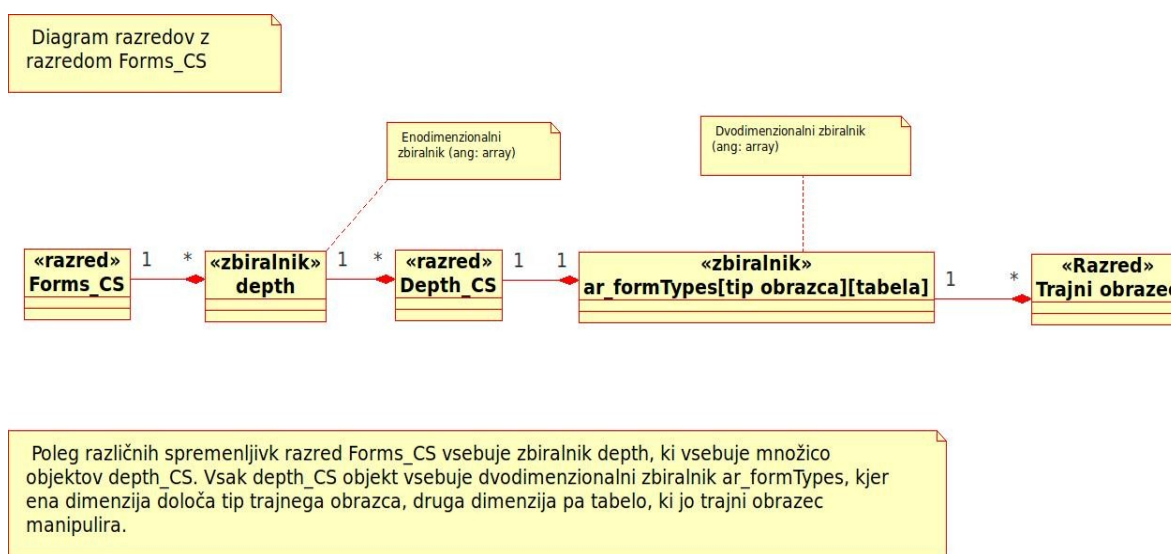 Diagram razredov z
razredom Forms_CS
Enodimenzionalni
zbiralnik (ang: array)
Dvodimenzionalni zbiralnik
(ang: array)
«razred»
Forms_CS
1
*
«zbiralnik»
depth
1
*
«razred»
Depth_CS
1
1
«zbiralnik»
ar_formTypes[tip obrazca][tabela]
1
*
«Razred»
Trajni obrazec
Poleg različnih spremenljivk razred Forms_CS vsebuje zbiralnik depth, ki vsebuje množico
objektov depth_CS. Vsak depth_CS objekt vsebuje dvodimenzionalni zbiralnik ar_formTypes, kjer
ena dimenzija določa tip trajnega obrazca, druga dimenzija pa tabelo, ki jo trajni obrazec
manipulira.